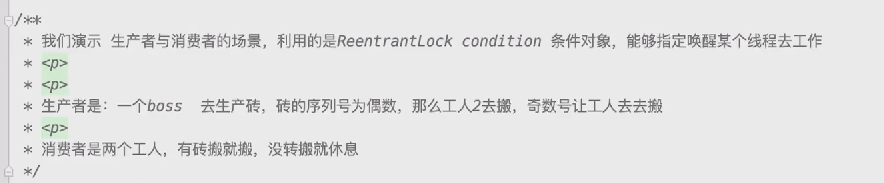 /**
* 我们演示 生产者与消费者的场景，利用的是ReentrantLock condition 条件对象，能够指定唤醒某个线程去工作
* <p>
* <p>
* 生产者是：一个boss 去生产砖，砖的序列号为偶数，那么工人2去搬，奇数号让工人去去搬
* <p>
* 消费者是两个工人，有砖搬就搬，没转搬就休息
*/